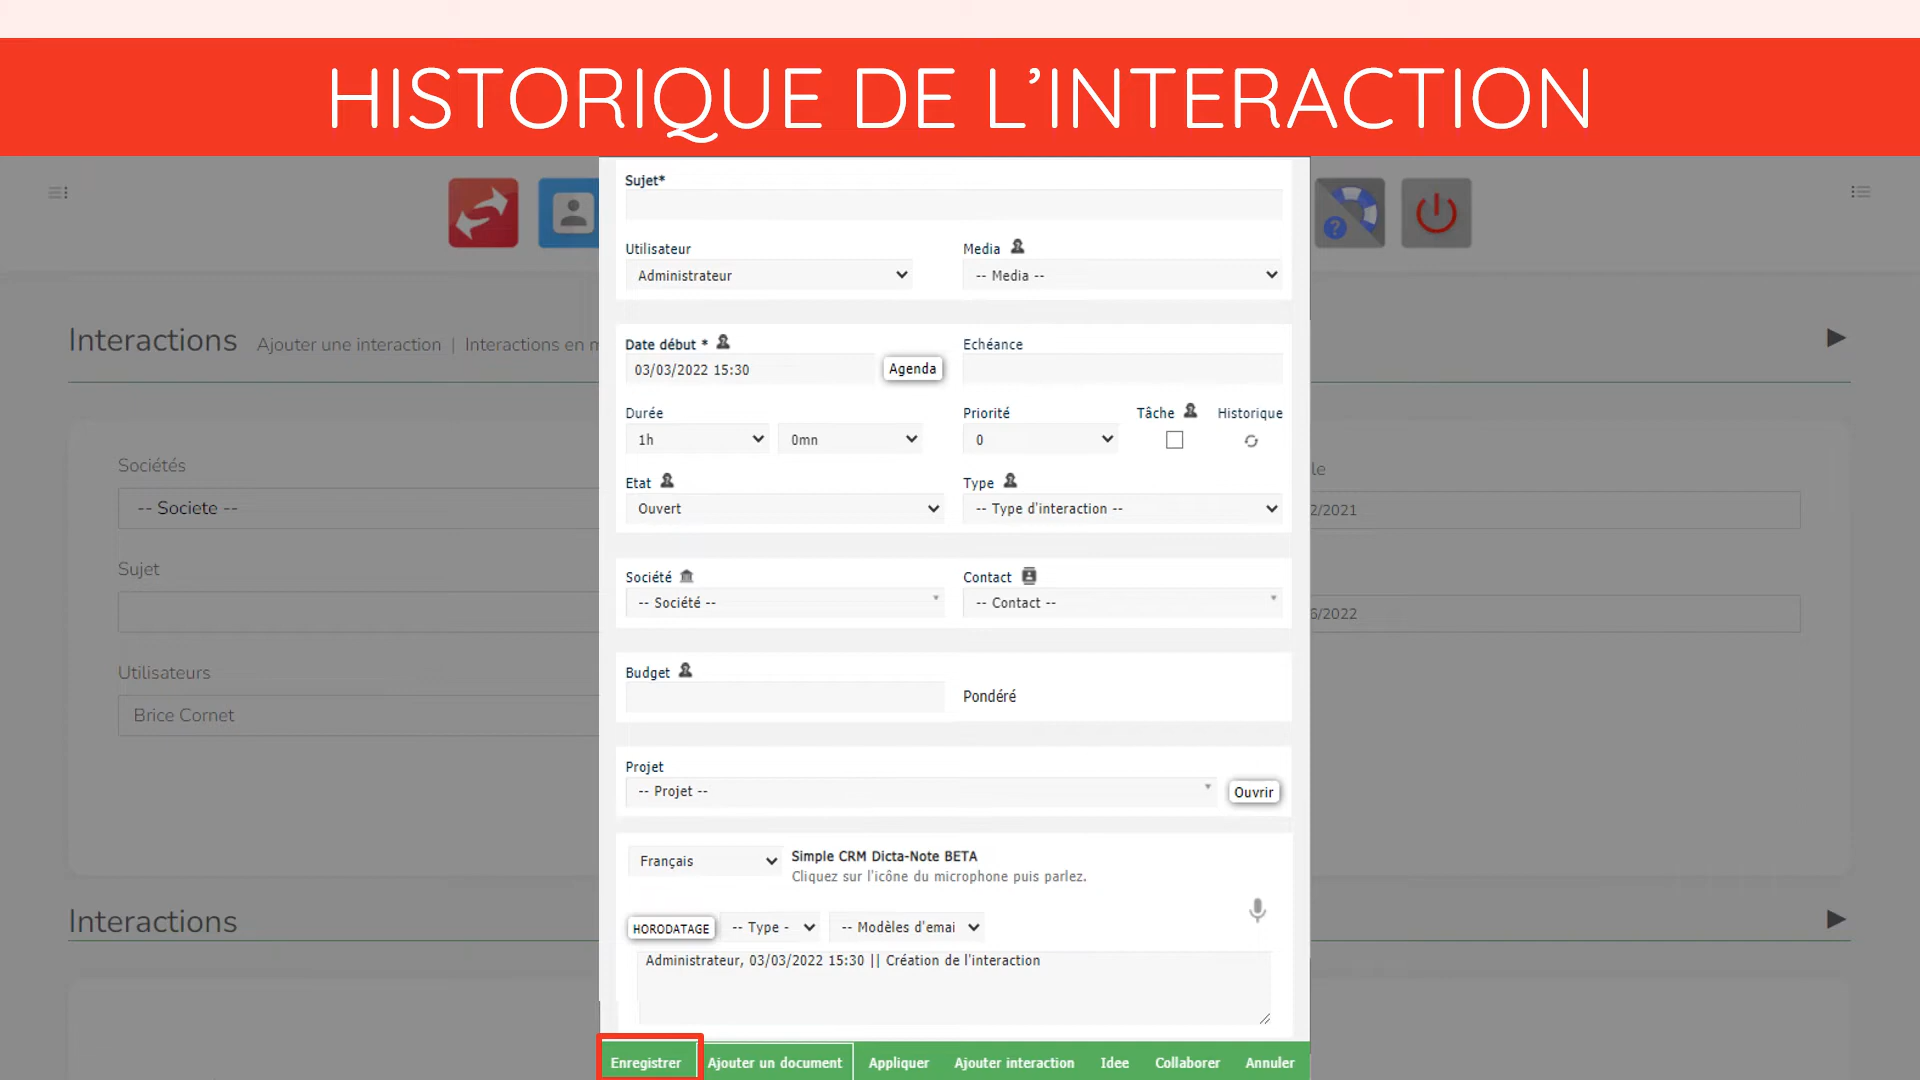 HISTORIQUE DE L'INTERACTION
Sujet*
Utilisateur
Media
Administrateur
-- Media --
Interactions
Ajouter une interaction | Interactions en
Date début *
Echéance
03/03/2022 15:30
Agenda
Durée
Priorité
Tâche
Historique
1h
0mn
0
Sociétés
-- Societe --
Etat
Type
Ouvert
-- Type d'interaction --
2/2021
Sujet
Société
Contact
-- Société --
-- Contact --
6/2022
Utilisateurs
Brice Cornet
Budget
Pondéré
Projet
-- Projet --
Ouvrir
Français
Simple CRM Dicta-Note BETA
Cliquez sur l'icône du microphone puis parlez.
Interactions
HORODATAGE
-- Type -
-- Modèles d'emai
Administrateur, 03/03/2022 15:30 || Création de l'interaction
Enregistrer
Ajouter un document
Appliquer
Ajouter interaction
Idee
Collaborer
Annuler